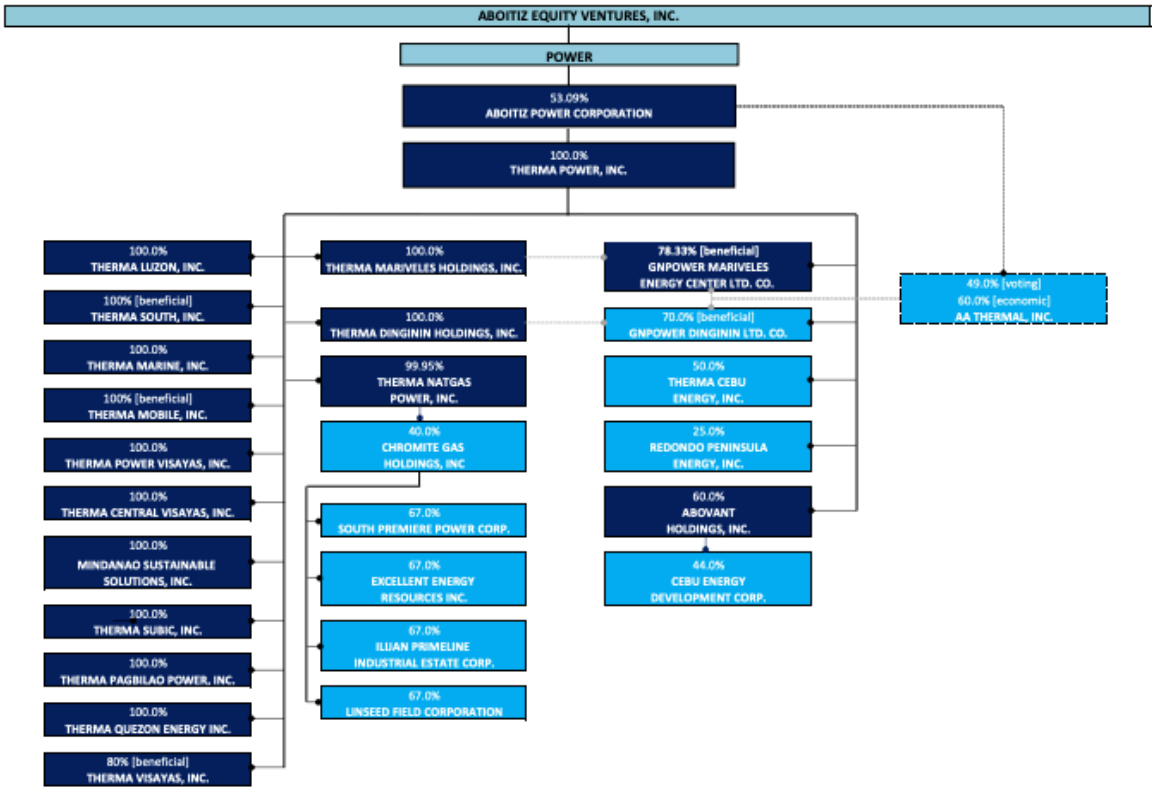 ABOITIZ EQUITY VENTURES, INC.
POWER
53.09%
ABOITIZ POWER CORPORATION
100.0%
THERMA POWER, INC.
100.0%
THERMA LUZON, INC.
100% [beneficial]
THERMA SOUTH, INC.
100.0%
THERMA MARINE, INC.
100% [beneficial]
THERMA MOBILE, INC.
100.0%
THERMA POWER VISAYAS, INC.
100.0%
THERMA CENTRAL VISAYAS, INC.
100.0%
MINDANAO SUSTAINABLE
SOLUTIONS, INC.
100.0%
THERMA SUBIC, INC.
100.0%
THERMA PAGBILAO POWER, INC.
100.0%
THERMA QUEZON ENERGY INC.
80% [beneficial]
THERMA VISAYAS, INC.
100.0%
THERMA MARIVELES HOLDINGS, INC.
100.0%
THERMA DINGININ HOLDINGS, INC.
99.95%
THERMA NATGAS
POWER, INC.
40.0%
CHROMITE GAS
HOLDINGS, INC
67.0%
SOUTH PREMIERE POWER CORP.
67.0%
EXCELLENT ENERGY
RESOURCES INC.
67.0%
ILIJAN PRIMELINE
INDUSTRIAL ESTATE CORP.
67.0%
LINSEED FIELD CORPORATION
78.33% [beneficial]
GNPOWER MARIVELES
ENERGY CENTER LTD. CO.
70.0% [beneficial]
GNPOWER DINGININ LTD. CO.
50.0%
THERMA CEBU
ENERGY, INC.
25.0%
REDONDO PENINSULA
ENERGY, INC.
60.0%
ABOVANT
HOLDINGS, INC.
44.0%
CEBU ENERGY
DEVELOPMENT CORP.
49.0% [voting]
60.0% [economic]
AA THERMAL, INC.